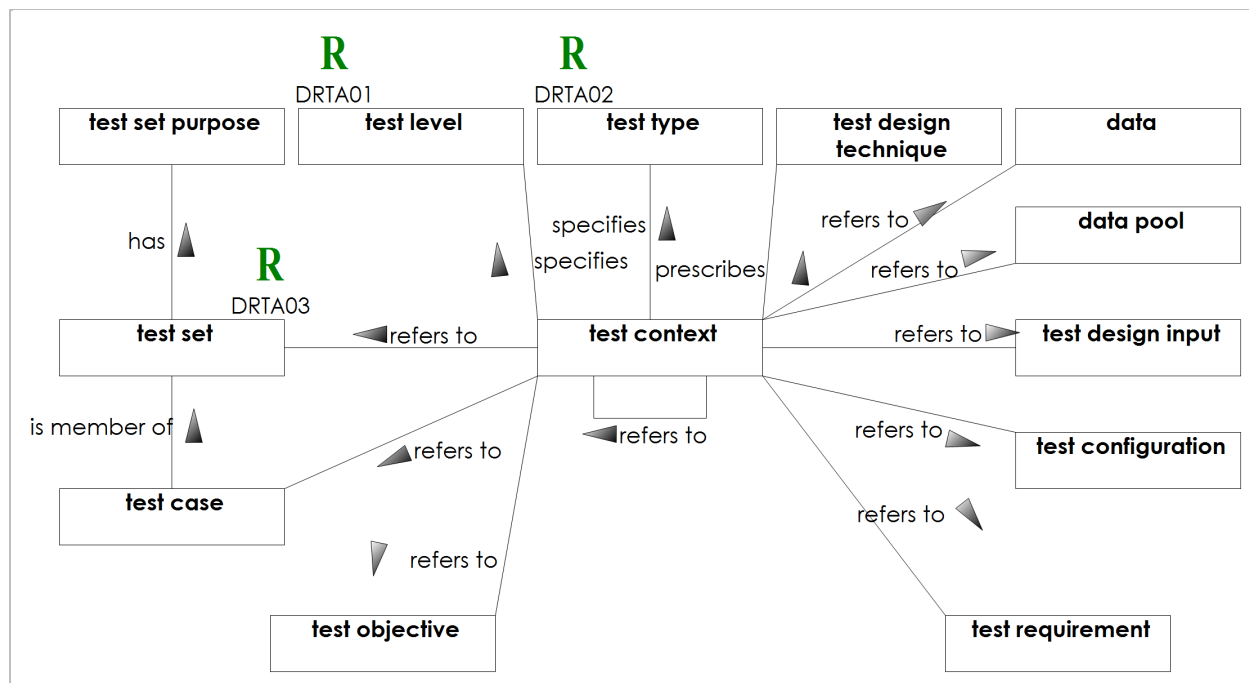 R
R
DRTA01
DRTA02
test set purpose
test level
test type
test design
technique
data
refers to
data pool
specifies
has
specifies
prescribes
refers to
R
DRTA03
test set
refers to
test context
refers to
test design input
is member of
refers to
refers to
test configuration
refers to
test case
refers to
refers to
test objective
test requirement